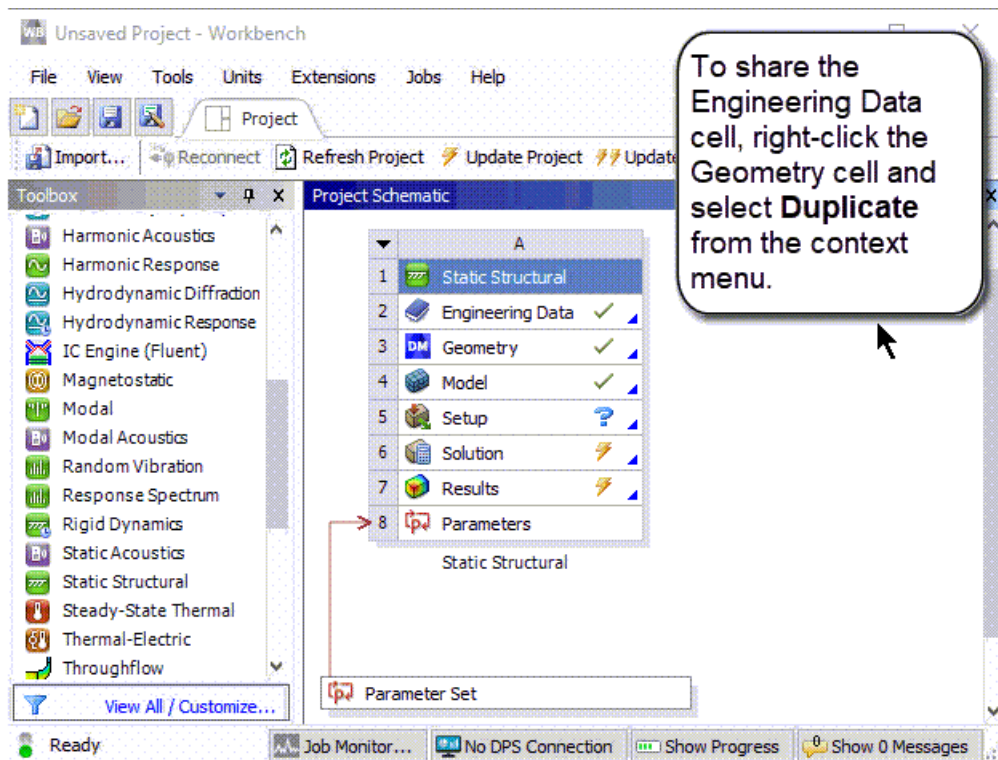 WB Unsaved Project - Workbench
File View Tools Units Extensions Jobs Help
Project
Import... Reconnect Refresh Project Update Project
Toolbox
Project Schematic
To share the
Engineering Data
cell, right-click the
Geometry cell and
select Duplicate
from the context
menu.
Harmonic Acoustics
Harmonic Response
Hydrodynamic Diffraction
Hydrodynamic Response
IC Engine (Fluent)
Magnetostatic
Modal
Modal Acoustics
Random Vibration
Response Spectrum
Rigid Dynamics
Static Acoustics
Static Structural
Steady-State Thermal
Thermal-Electric
Throughflow
View All / Customize...
A
1 Static Structural
2 Engineering Data
3 DM Geometry
4 Model
5 Setup ?
6 Solution
7 Results
8 Parameters
Static Structural
Parameter Set
Ready
Job Monitor... No DPS Connection Show Progress Show 0 Messages